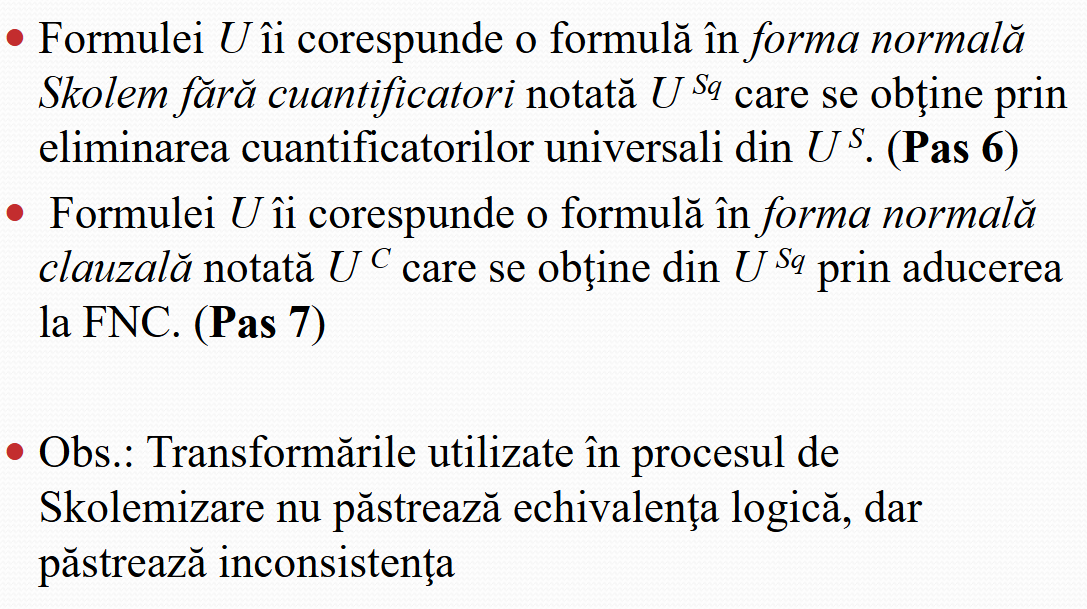 • Formulei U îi corespunde o formulă în forma normală
Skolem fără cuantificatori notată U Sq care se obţine prin
eliminarea cuantificatorilor universali din U S. (Pas 6)
• Formulei U îi corespunde o formulă în forma normală
clauzală notată U C care se obţine din U Sq prin aducerea
la FNC. (Pas 7)
• Obs.: Transformările utilizate în procesul de
Skolemizare nu păstrează echivalenţa logică, dar
păstrează inconsistenţa